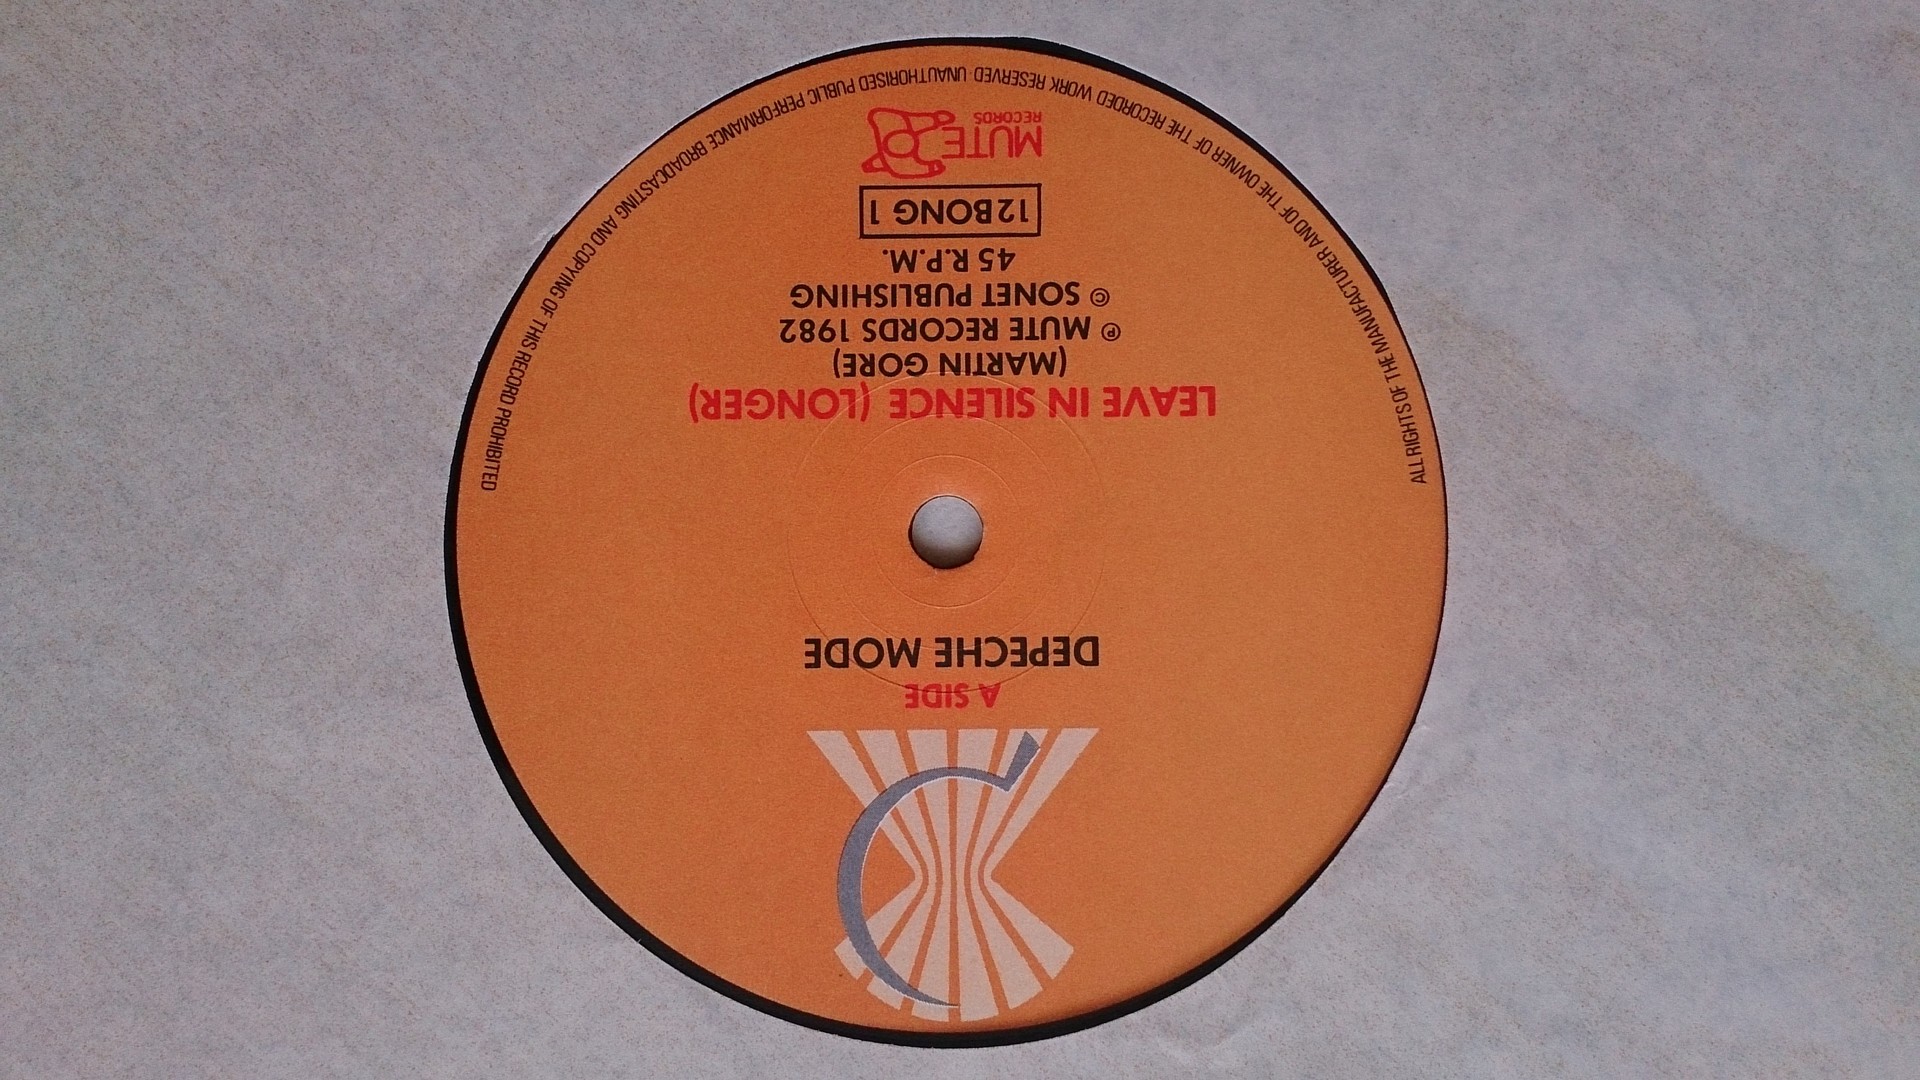 A SIDE
DEPECHE MODE
LEAVE IN SILENCE (LONGER)
(MARTIN GORE)
℗ MUTE RECORDS 1982
© SONET PUBLISHING
45 R.P.M.
12BONG 1
MUTE
RECORDS
ALL RIGHTS OF THE MANUFACTURER AND OF THE OWNER OF THE RECORDED WORK RESERVED UNAUTHORISED PUBLIC PERFORMANCE BROADCASTING AND COPYING OF THIS RECORD PROHIBITED